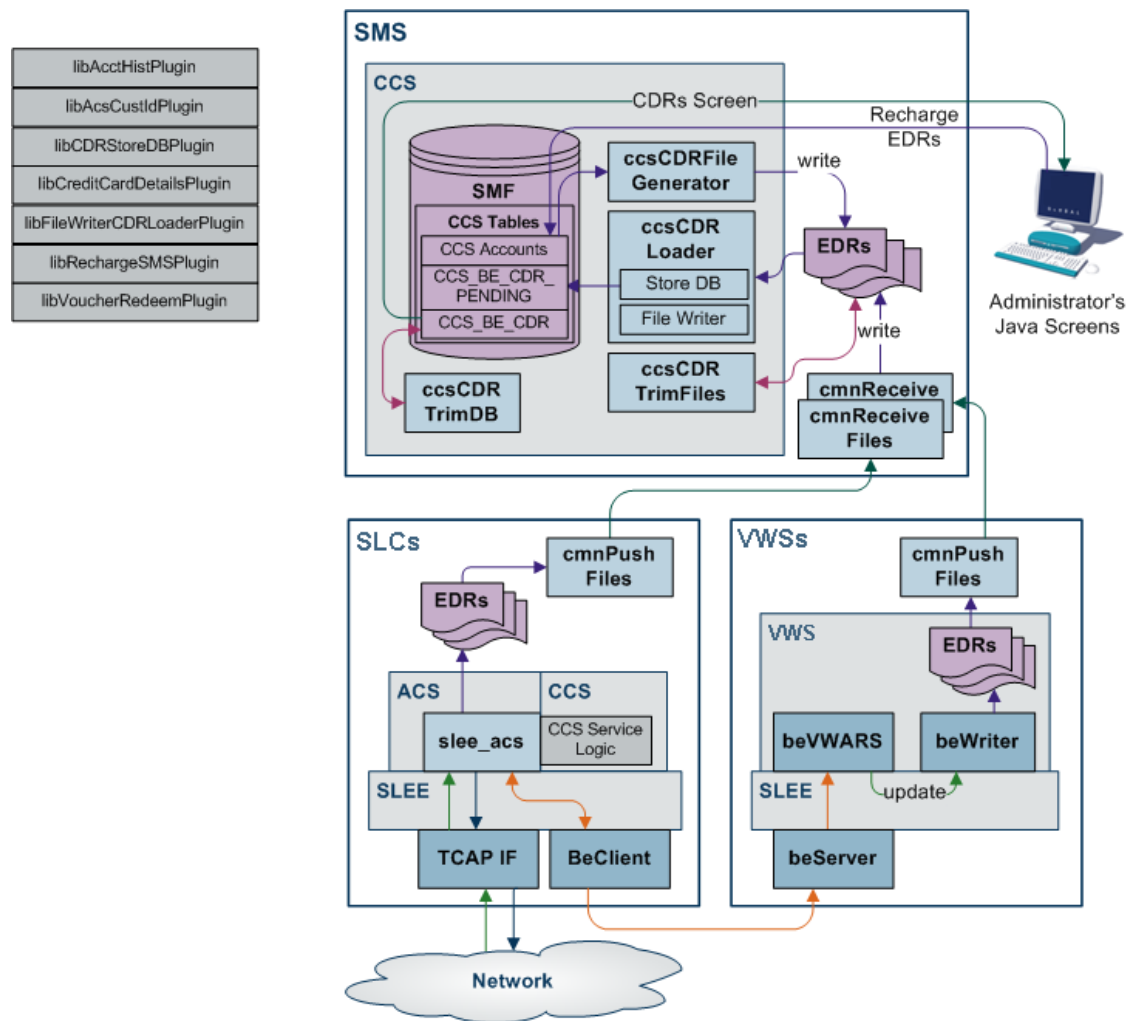 libAcctHistPlugin
libAcsCustIdPlugin
libCDRStoreDBPlugin
libCreditCardDetailsPlugin
libFileWriterCDRLoaderPlugin
libRechargeSMSPlugin
libVoucherRedeemPlugin
SMS
CCS
CDRs Screen
Recharge
EDRs
SMF
CCS Tables
CCS Accounts
CCS_BE_CDR_
PENDING
CCS_BE_CDR
ccsCDRFile
Generator
write
ccsCDR
Loader
Store DB
File Writer
EDRs
write
ccsCDR
TrimFiles
ccsCDR
TrimDB
cmnReceive
cmnReceive
Files
GLOBAL
Administrator's
Java Screens
SLCs
cmnPush
Files
EDRs
ACS
CCS
slee_acs
CCS Service
Logic
SLEE
TCAP IF
BeClient
VWSs
cmnPush
Files
VWS
EDRs
beVWARS
beWriter
SLEE
update
beServer
Network